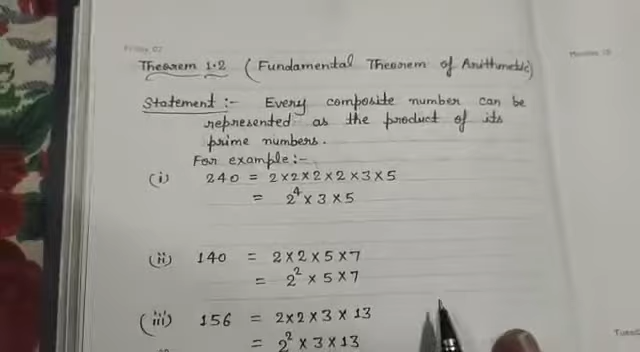 Friday, 02
Theorem 1.2 (Fundamental Theorem of Arithmetic)
Statement :- Every composite number can be
represented as the product of its
prime numbers.
For example :-
(i) 240 = 2×2×2×2×3×5
= 2⁴ × 3 × 5
(ii) 140 = 2×2×5×7
= 2² × 5 × 7
(iii) 156 = 2×2×3×13
= 2² × 3 × 13